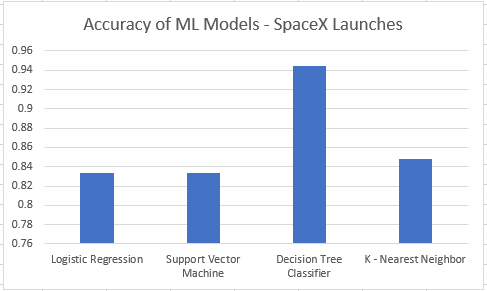 Accuracy of ML Models - SpaceX Launches
0.96
0.94
0.92
0.9
0.88
0.86
0.84
0.82
0.8
0.78
0.76
Logistic Regression
Support Vector
Machine
Decision Tree
Classifier
K - Nearest Neighbor